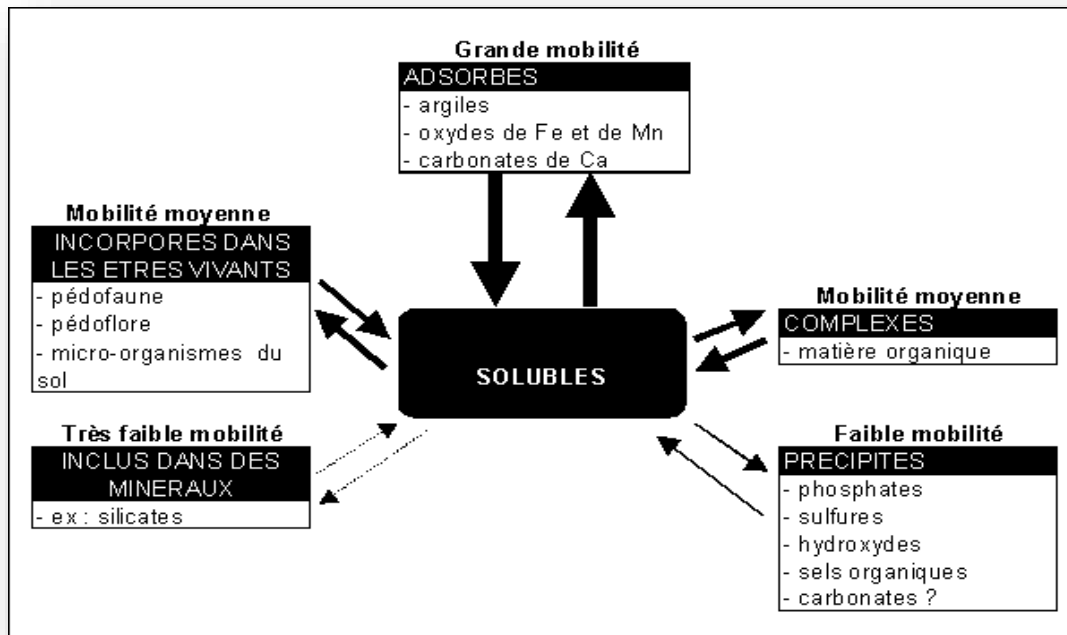 Grande mobilité
ADSORBES
- argiles
- oxydes de Fe et de Mn
- carbonates de Ca
Mobilité moyenne
INCORPORES DANS
LES ETRES VIVANTS
- pédofaune
- pédoflore
- micro-organismes du
sol
SOLUBLES
Mobilité moyenne
COMPLEXES
- matière organique
Très faible mobilité
INCLUS DANS DES
MINERAUX
- ex : silicates
Faible mobilité
PRECIPITES
- phosphates
- sulfures
- hydroxydes
- sels organiques
- carbonates ?